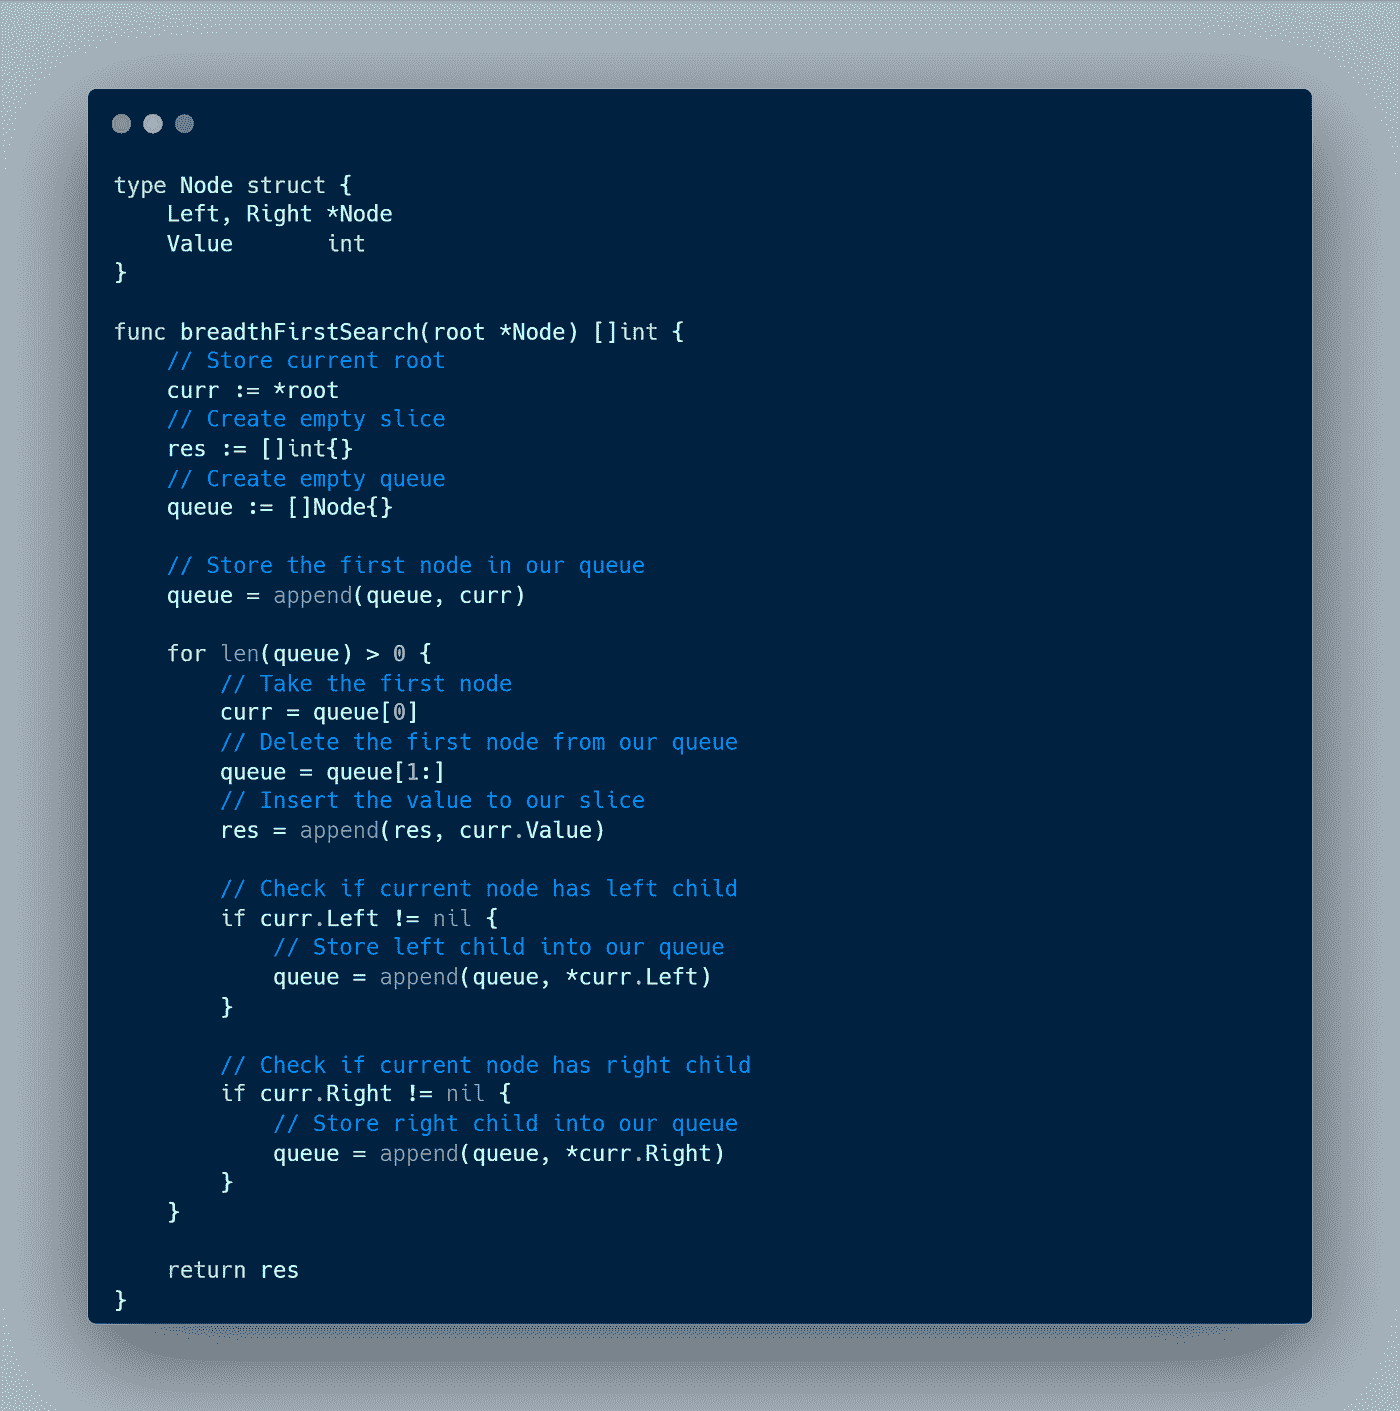 type Node struct {
    Left, Right *Node
    Value       int
}

func breadthFirstSearch(root *Node) []int {
    // Store current root
    curr := *root
    // Create empty slice
    res := []int{}
    // Create empty queue
    queue := []Node{}

    // Store the first node in our queue
    queue = append(queue, curr)

    for len(queue) > 0 {
        // Take the first node
        curr = queue[0]
        // Delete the first node from our queue
        queue = queue[1:]
        // Insert the value to our slice
        res = append(res, curr.Value)

        // Check if current node has left child
        if curr.Left != nil {
            // Store left child into our queue
            queue = append(queue, *curr.Left)
        }

        // Check if current node has right child
        if curr.Right != nil {
            // Store right child into our queue
            queue = append(queue, *curr.Right)
        }
    }

    return res
}